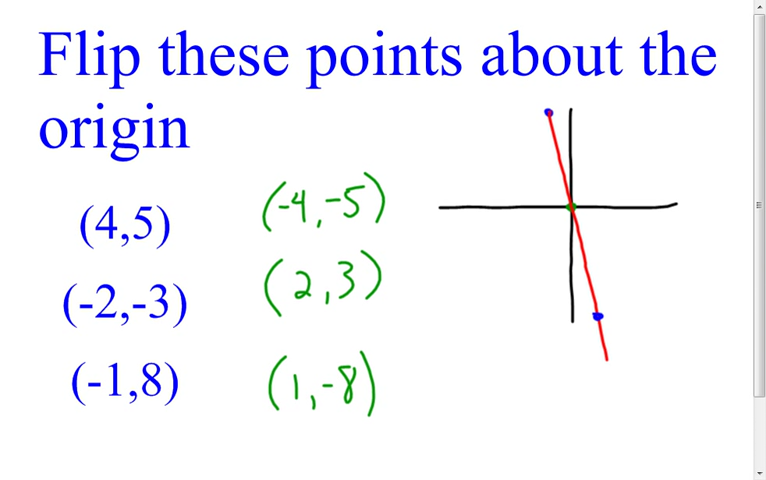 Flip these points about the
origin
(4,5) (-4,-5)
(-2,-3) (2,3)
(-1,8) (1,-8)